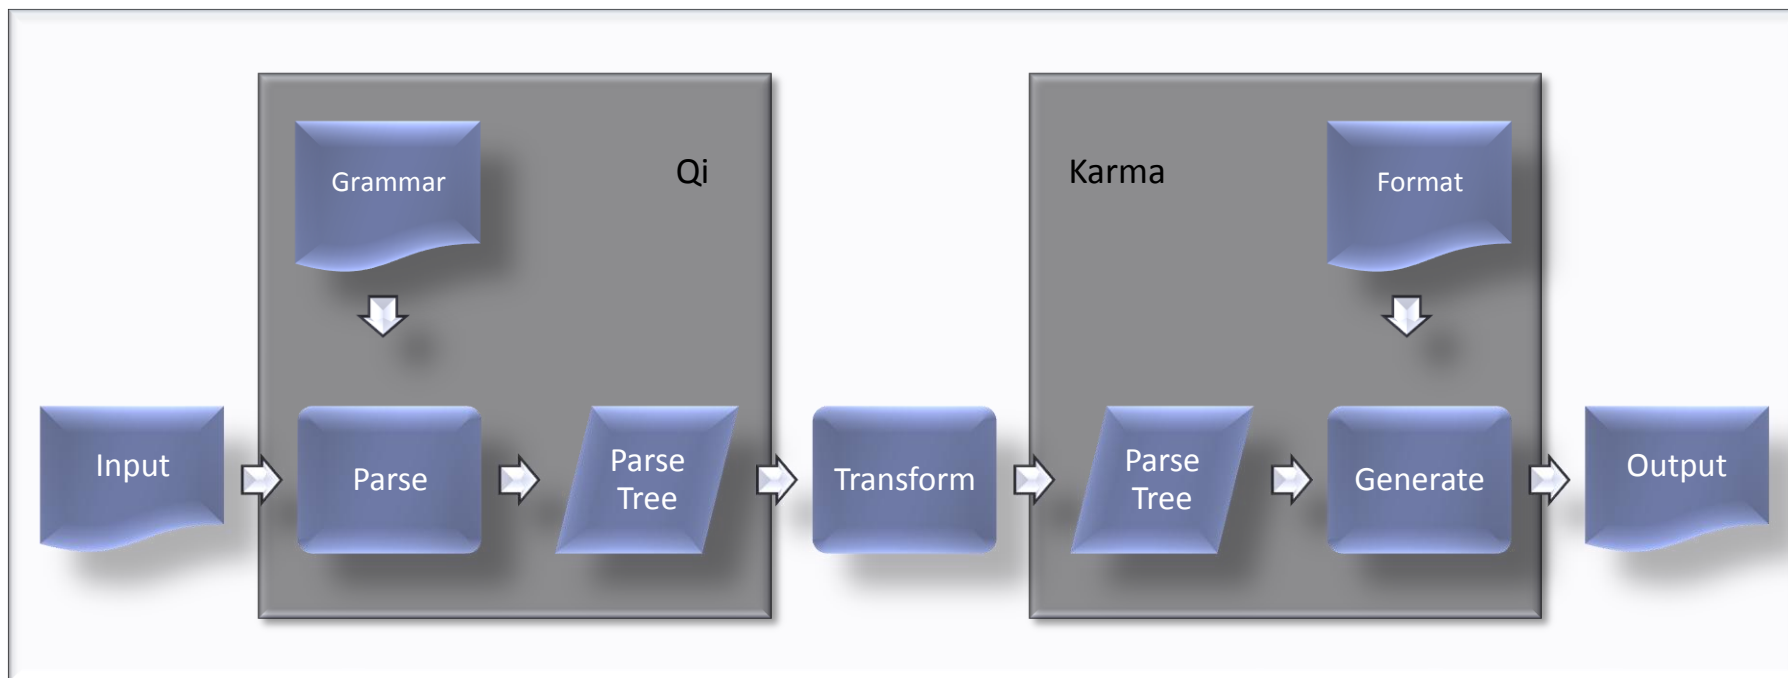 Qi
Karma
Grammar
Format
Input
Parse
Parse
Tree
Transform
Parse
Tree
Generate
Output